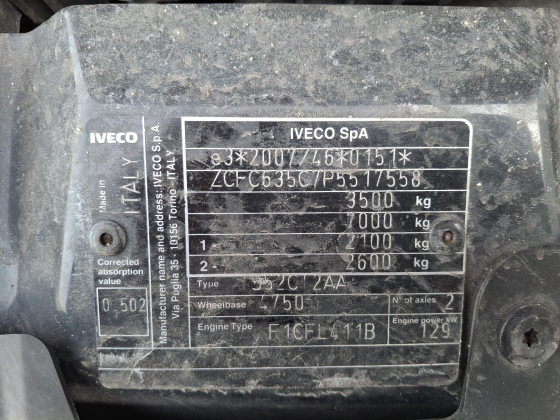 IVECO
Made in
ITALY
Corrected
absorption
value
0.502
Manufacturer name and address: IVECO S.p.A.
Via Puglia 35 - 10156 Torino - ITALY
IVECO SpA
e3*2007/46*0151*
ZCFC635C7P5517558
3500 kg
7000 kg
1- 2100 kg
2- 2600 kg
Type
Wheelbase 4750
N° of axles 2
Engine Type F1CFL411B
Engine power kW
129